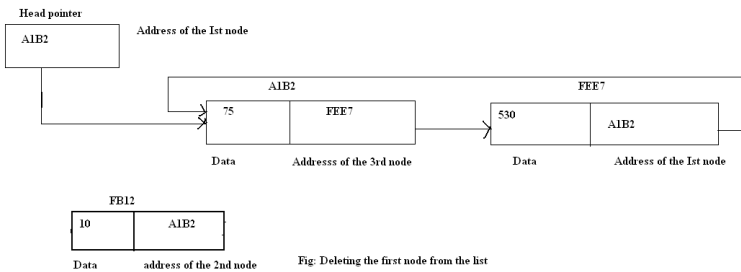 Head pointer
A1B2
Address of the Ist node
A1B2
FEE7
75
FEE7
530
A1B2
Data
Addresss of the 3rd node
Data
Address of the Ist node
FB12
10
A1B2
Data
address of the 2nd node
Fig: Deleting the first node from the list